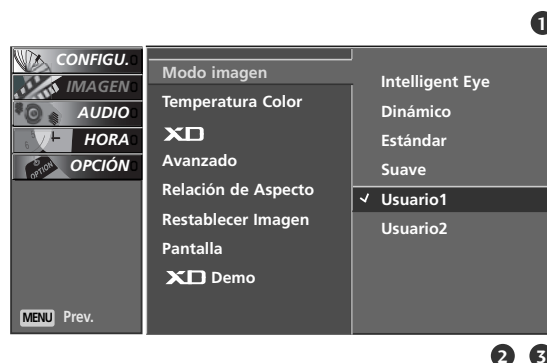 1
CONFIGU.
IMAGEN
AUDIO
HORA
OPCIÓN
Modo imagen
Temperatura Color
XD
Avanzado
Relación de Aspecto
Restablecer Imagen
Pantalla
XD Demo
Intelligent Eye
Dinámico
Estándar
Suave
✓ Usuario1
Usuario2
MENU Prev.
2 3